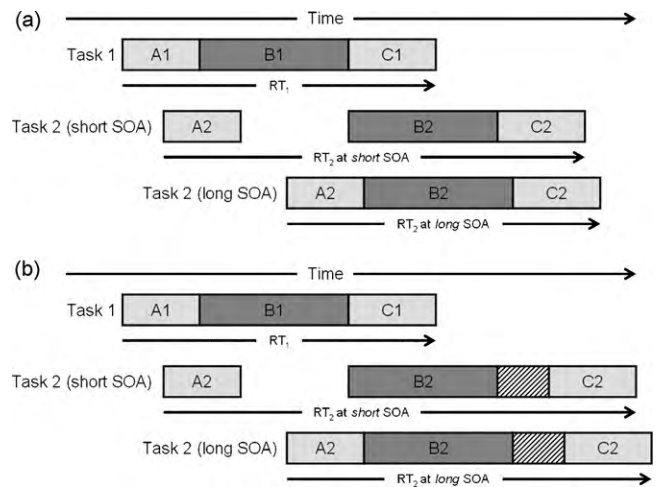 (a)
Time
Task 1 A1 B1 C1
RT₁
Task 2 (short SOA) A2 B2 C2
RT₂ at short SOA
Task 2 (long SOA) A2 B2 C2
RT₂ at long SOA
(b)
Time
Task 1 A1 B1 C1
RT₁
Task 2 (short SOA) A2 B2 C2
RT₂ at short SOA
Task 2 (long SOA) A2 B2 C2
RT₂ at long SOA